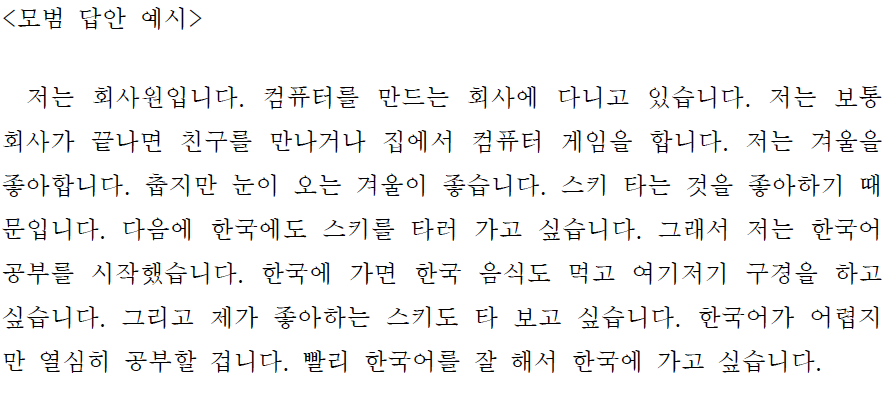 <모범 답안 예시>
저는 회사원입니다. 컴퓨터를 만드는 회사에 다니고 있습니다. 저는 보통
회사가 끝나면 친구를 만나거나 집에서 컴퓨터 게임을 합니다. 저는 겨울을
좋아합니다. 춥지만 눈이 오는 겨울이 좋습니다. 스키 타는 것을 좋아하기 때
문입니다. 다음에 한국에도 스키를 타러 가고 싶습니다. 그래서 저는 한국어
공부를 시작했습니다. 한국에 가면 한국 음식도 먹고 여기저기 구경을 하고
싶습니다. 그리고 제가 좋아하는 스키도 타 보고 싶습니다. 한국어가 어렵지
만 열심히 공부할 겁니다. 빨리 한국어를 잘 해서 한국에 가고 싶습니다.